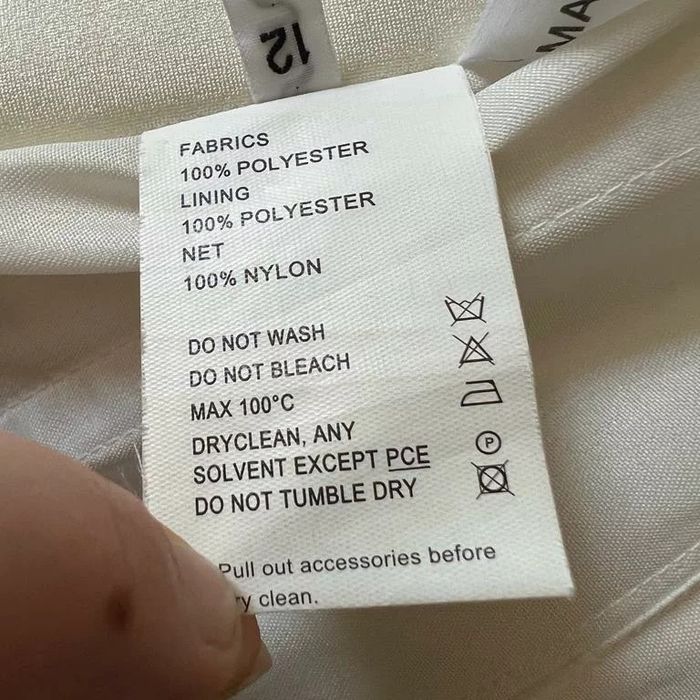 12
MA
FABRICS
100% POLYESTER
LINING
100% POLYESTER
NET
100% NYLON
DO NOT WASH
DO NOT BLEACH
MAX 100°C
DRYCLEAN, ANY
SOLVENT EXCEPT PCE
P
DO NOT TUMBLE DRY
Pull out accessories before
clean.